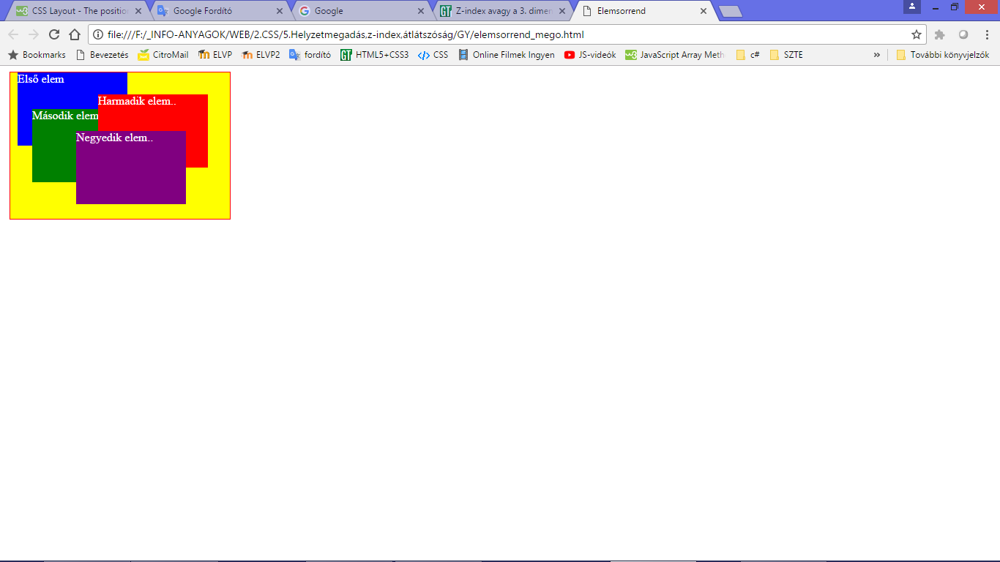 CSS Layout - The positio
Google Fordító
Google
Z-index avagy a 3. dimen
Elemsorrend
file:///F:/_INFO-ANYAGOK/WEB/2.CSS/5.Helyzetmegadás,z-index,átlátszóság/GY/elemsorrend_mego.html
Bookmarks
Bevezetés
CitroMail
ELVP
ELVP2
fordító
GT
HTML5+CSS3
CSS
Online Filmek Ingyen
JS-videók
JavaScript Array Meth
c#
SZTE
»
További könyvjelzők
Első elem
Harmadik elem..
Második elem
Negyedik elem..